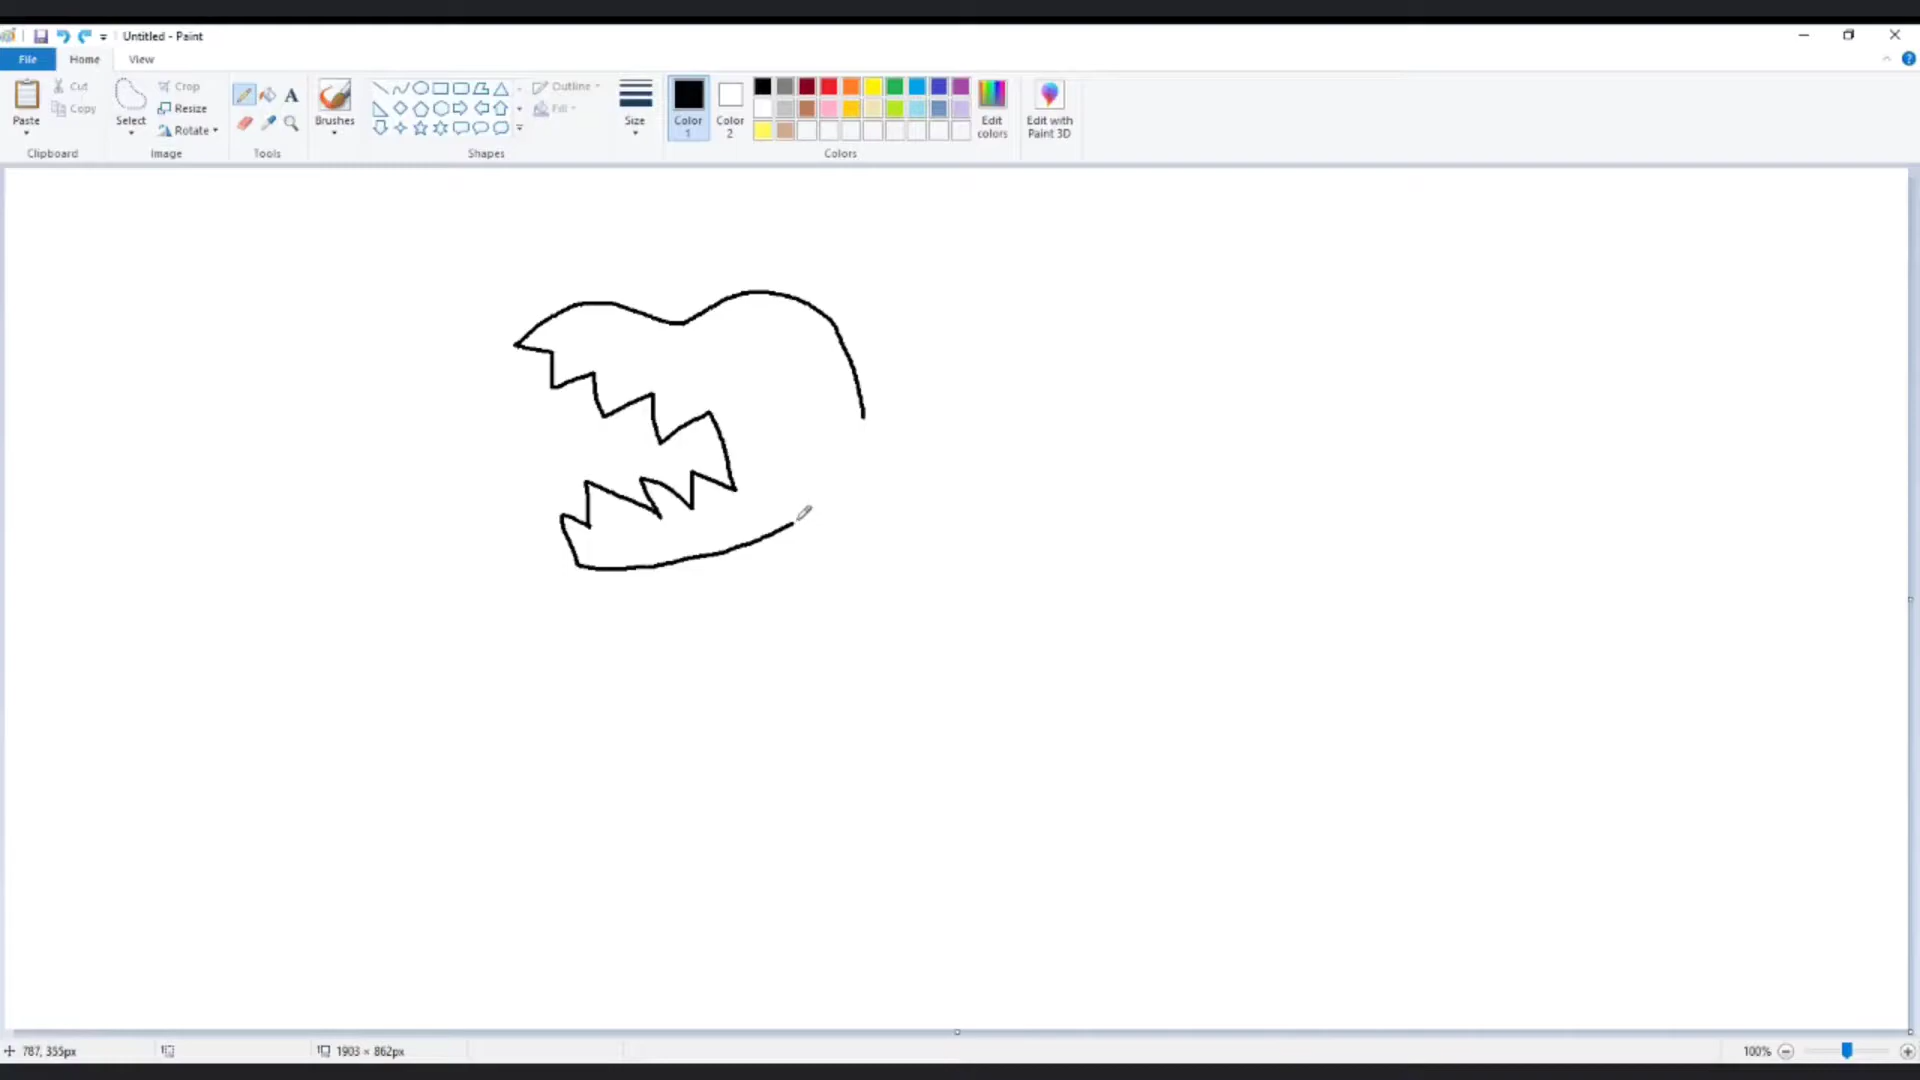 Untitled - Paint
File Home View
Paste Cut Copy Select Crop Resize Rotate A Brushes Outline Fill Size Color 1 Color 2 Edit colors Edit with Paint 3D
Clipboard Image Tools Shapes Colors
787, 355px 1903 × 862px 100%